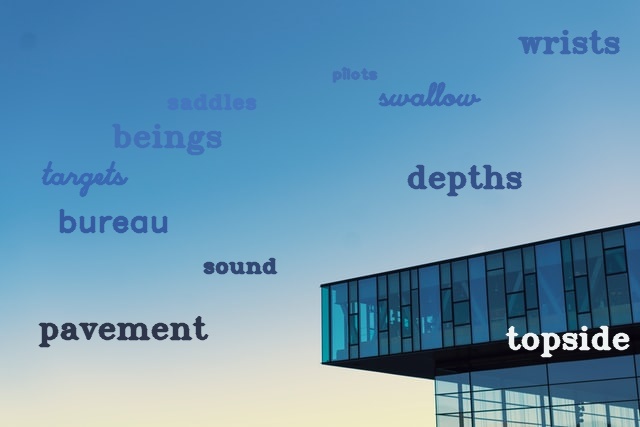 wrists
pilots
swallow
saddles
beings
targets
depths
bureau
sound
pavement
topside